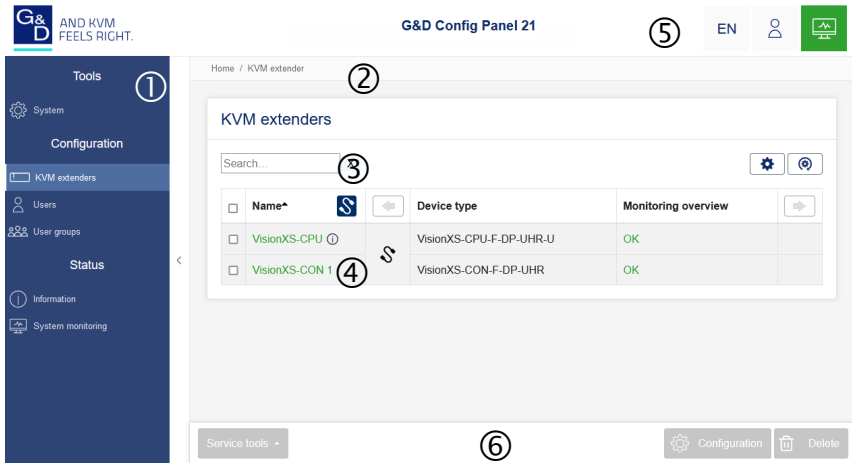 G&D AND KVM FEELS RIGHT.
G&D Config Panel 21
⑤
EN
Tools
①
System
Configuration
KVM extenders
Users
User groups
Status
Information
System monitoring
Home / KVM extender
②
KVM extenders
Search...
x
③
Name
Device type
Monitoring overview
VisionXS-CPU
VisionXS-CPU-F-DP-UHR-U
OK
VisionXS-CON 1
④
VisionXS-CON-F-DP-UHR
OK
Service tools
⑥
Configuration
Delete